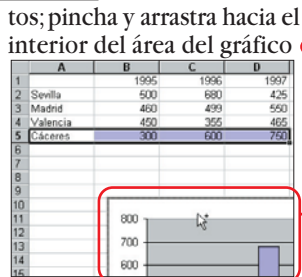 tos; pincha y arrastra hacia el
interior del área del gráfico
A B C D
1 1995 1996 1997
2 Sevilla 500 680 425
3 Madrid 460 499 550
4 Valencia 450 355 465
5 Cáceres 300 600 750
6
7
8
9
10
11 800
12
13 700
14 600
15